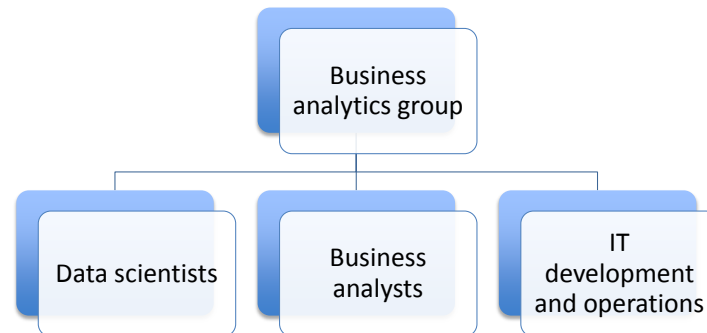 Business
analytics group
Data scientists
Business
analysts
IT
development
and operations